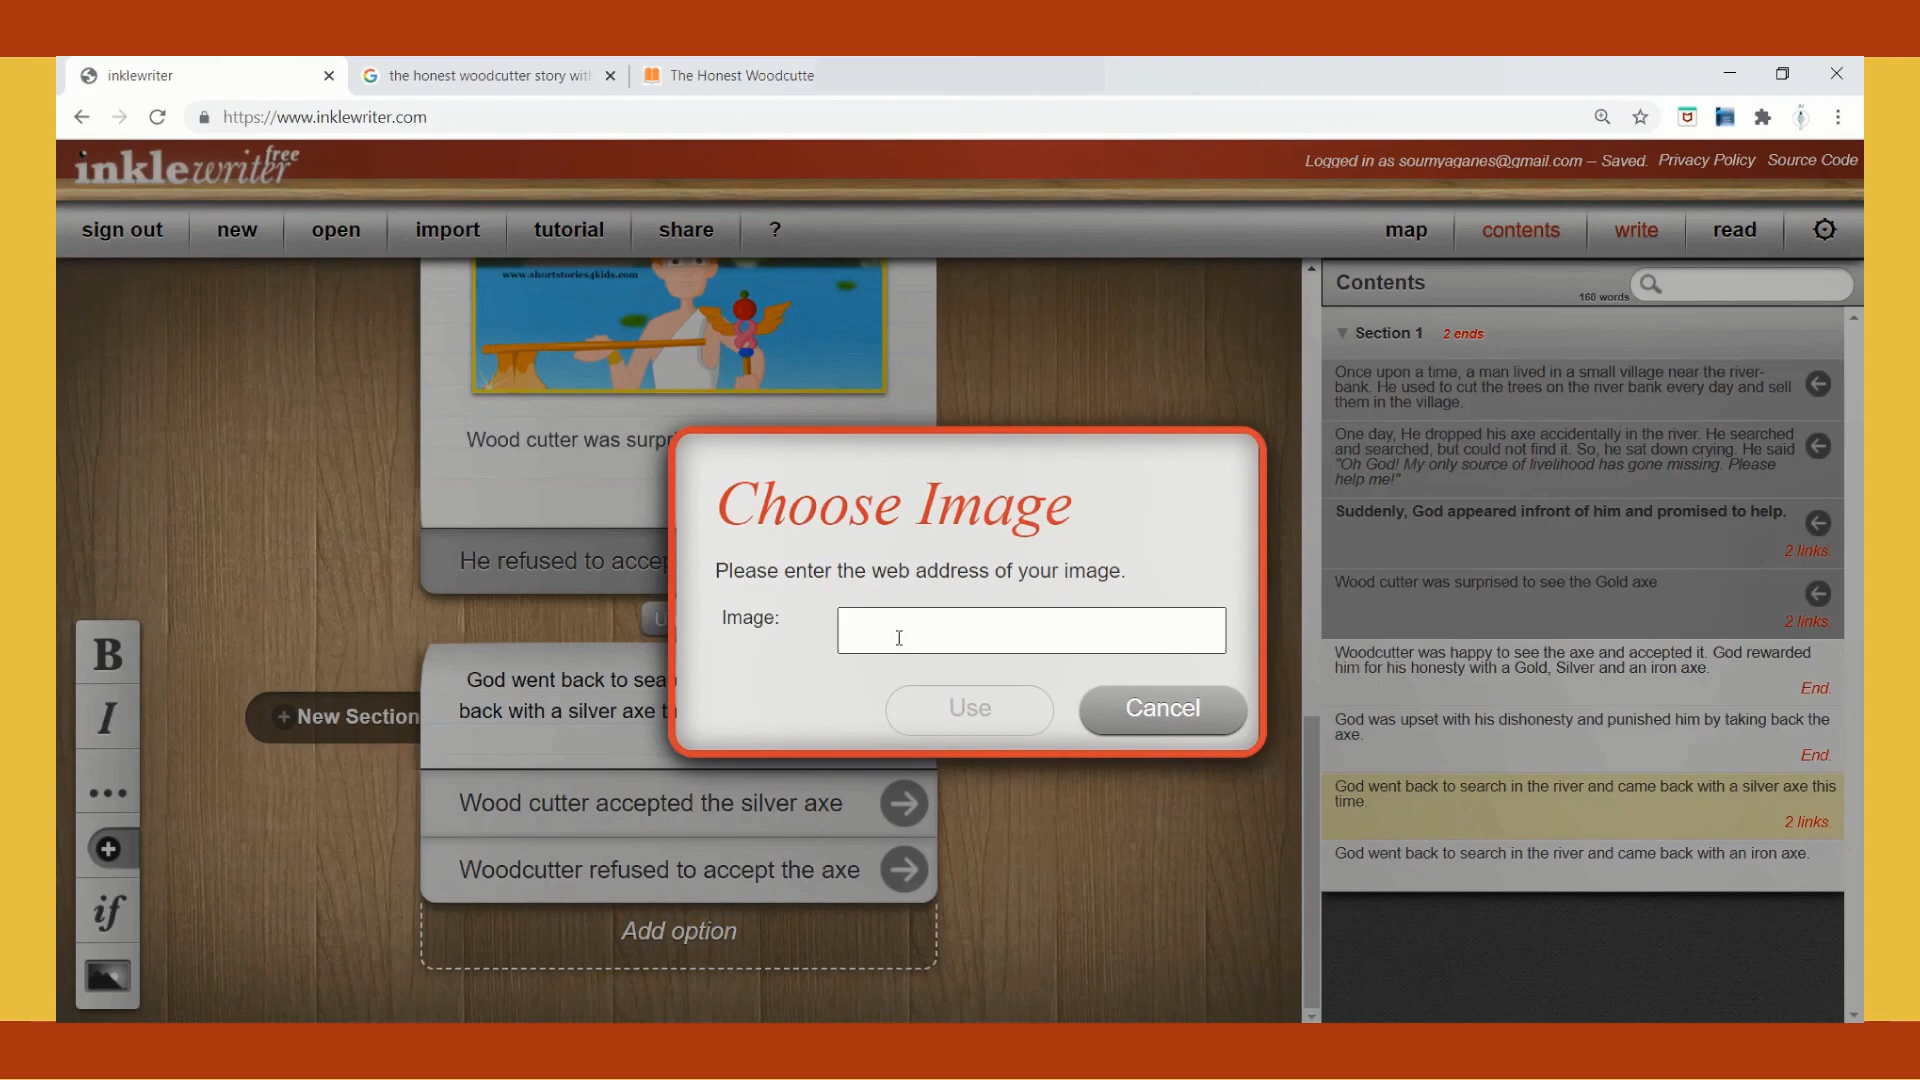 inklewriter
the honest woodcutter story with
The Honest Woodcutte
https://www.inklewriter.com
inklewriter free
Logged in as soumyaganes@gmail.com – Saved. Privacy Policy Source Code
sign out new open import tutorial share ? map contents write read
www.shortstories4kids.com
Wood cutter was surpri
He refused to accep
U
God went back to sea
back with a silver axe t
+ New Section
Wood cutter accepted the silver axe
Woodcutter refused to accept the axe
Add option
B
I
...
if
Choose Image
Please enter the web address of your image.
Image:
Use Cancel
Contents
160 words
Section 1 2 ends
Once upon a time, a man lived in a small village near the river-
bank. He used to cut the trees on the river bank every day and sell
them in the village.
One day, He dropped his axe accidentally in the river. He searched
and searched, but could not find it. So, he sat down crying. He said
"Oh God! My only source of livelihood has gone missing. Please
help me!"
Suddenly, God appeared infront of him and promised to help.
2 links.
Wood cutter was surprised to see the Gold axe
2 links.
Woodcutter was happy to see the axe and accepted it. God rewarded
him for his honesty with a Gold, Silver and an iron axe.
End.
God was upset with his dishonesty and punished him by taking back the
axe.
End.
God went back to search in the river and came back with a silver axe this
time.
2 links.
God went back to search in the river and came back with an iron axe.